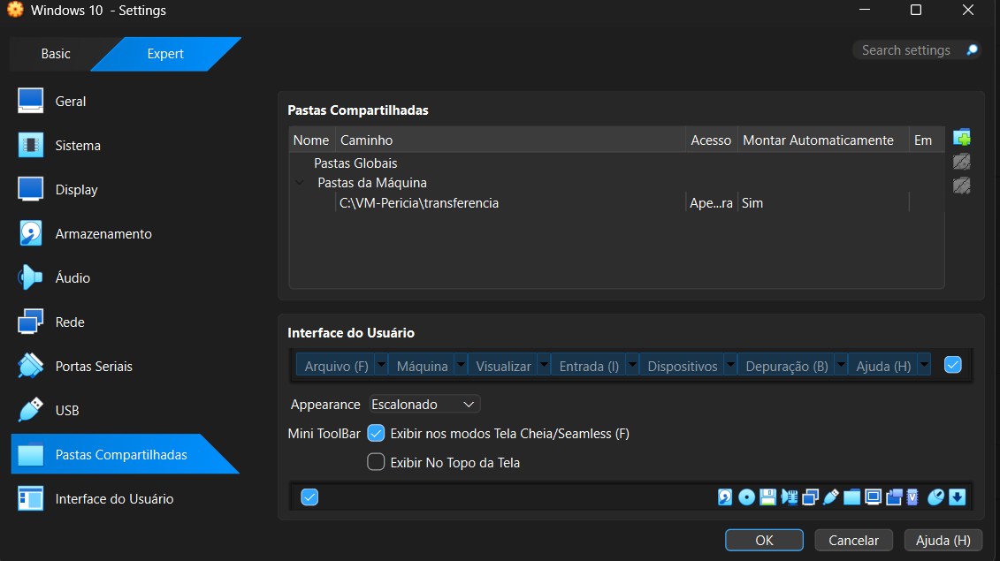 Windows 10 - Settings
Basic
Expert
Search settings
Geral
Sistema
Display
Armazenamento
Áudio
Rede
Portas Seriais
USB
Pastas Compartilhadas
Interface do Usuário
Pastas Compartilhadas
Nome Caminho Acesso Montar Automaticamente Em
Pastas Globais
Pastas da Máquina
C:\VM-Pericia\transferencia Ape...ra Sim
Interface do Usuário
Arquivo (F) Máquina Visualizar Entrada (I) Dispositivos Depuração (B) Ajuda (H)
Appearance Escalonado
Mini ToolBar Exibir nos modos Tela Cheia/Seamless (F)
Exibir No Topo da Tela
V
OK Cancelar Ajuda (H)